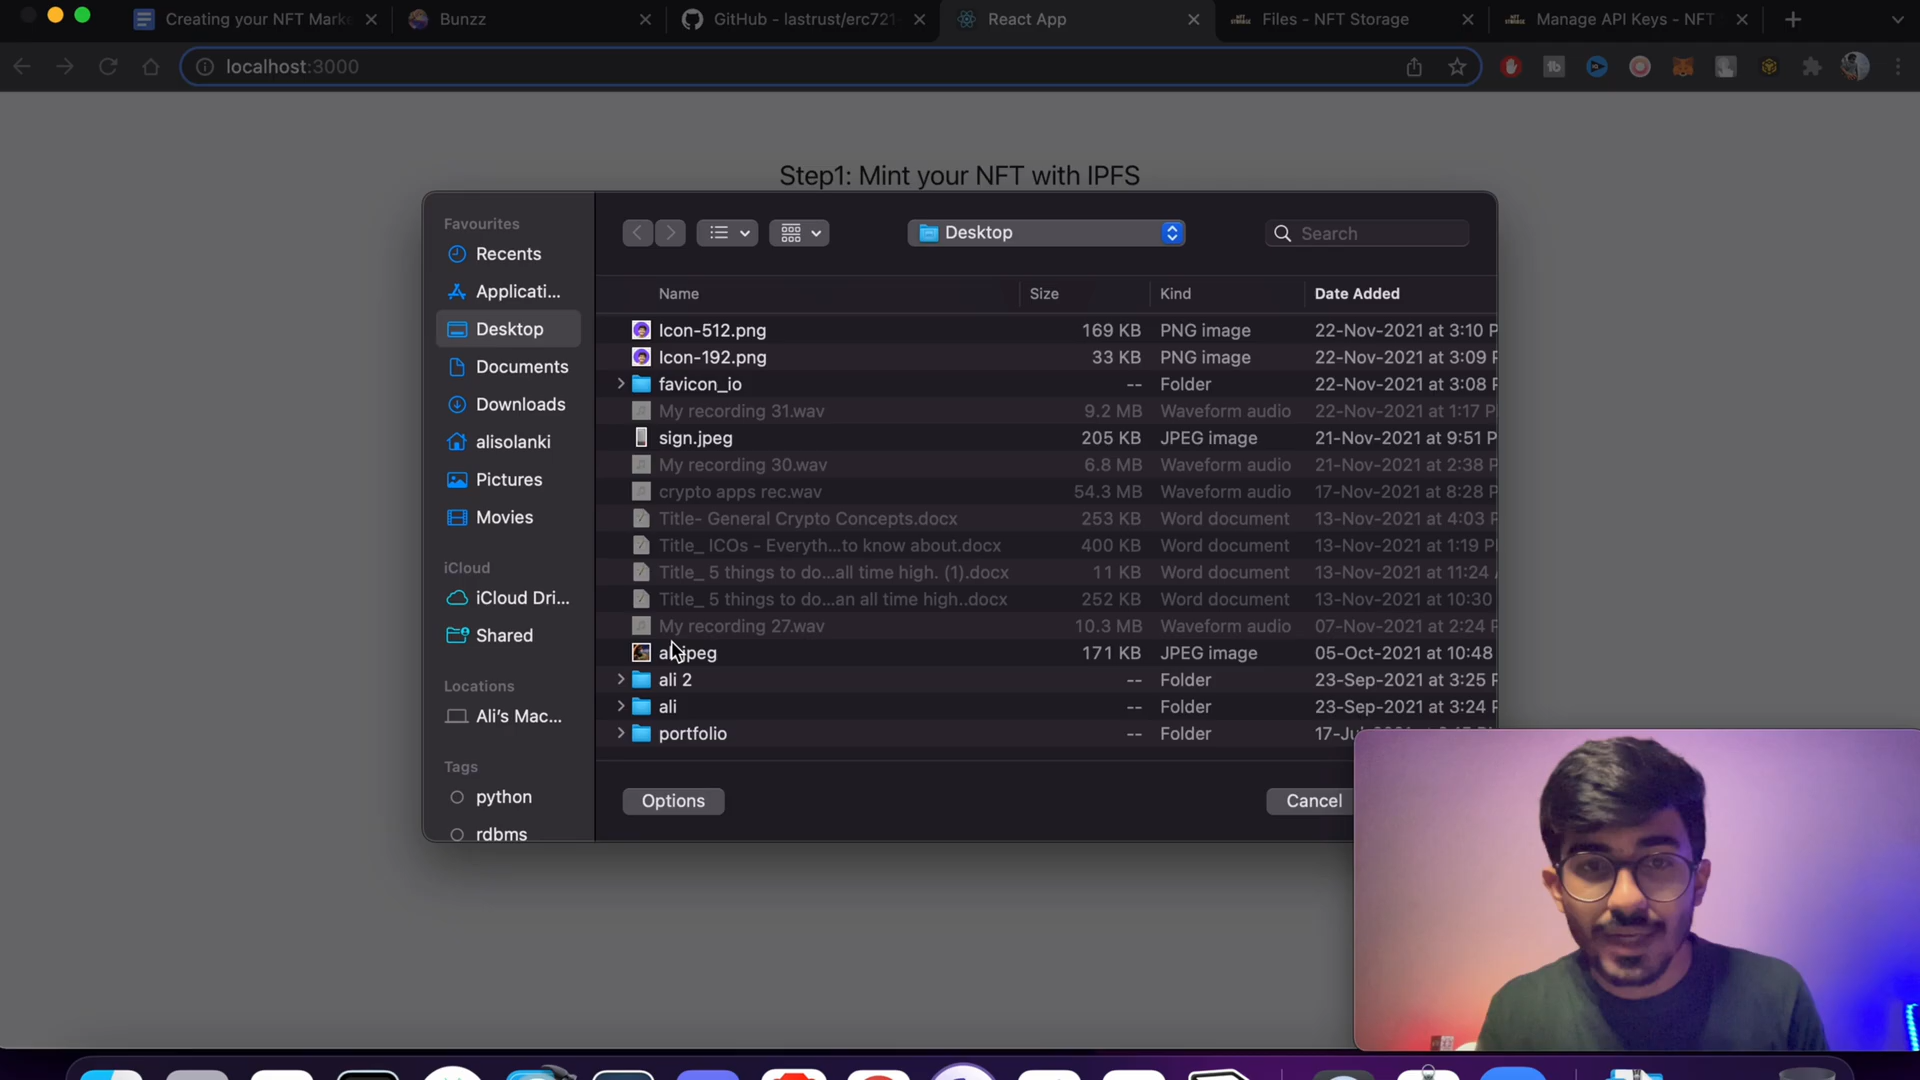 Creating your NFT Marke
Bunzz
GitHub - lastrust/erc721-
React App
Files - NFT Storage
Manage API Keys - NFT
localhost:3000
Step1: Mint your NFT with IPFS
Favourites
Recents
Applicati...
Desktop
Documents
Downloads
alisolanki
Pictures
Movies
iCloud
iCloud Dri...
Shared
Locations
Ali's Mac...
Tags
python
rdbms
Desktop
Search
Name Size Kind Date Added
Icon-512.png 169 KB PNG image 22-Nov-2021 at 3:10 P
Icon-192.png 33 KB PNG image 22-Nov-2021 at 3:09 P
favicon_io -- Folder 22-Nov-2021 at 3:08 P
My recording 31.wav 9.2 MB Waveform audio 22-Nov-2021 at 1:17 P
sign.jpeg 205 KB JPEG image 21-Nov-2021 at 9:51 P
My recording 30.wav 6.8 MB Waveform audio 21-Nov-2021 at 2:38 P
crypto apps rec.wav 54.3 MB Waveform audio 17-Nov-2021 at 8:28 P
Title- General Crypto Concepts.docx 253 KB Word document 13-Nov-2021 at 4:03 P
Title_ ICOs - Everyth...to know about.docx 400 KB Word document 13-Nov-2021 at 1:19 P
Title_ 5 things to do...all time high. (1).docx 11 KB Word document 13-Nov-2021 at 11:24
Title_ 5 things to do...an all time high..docx 252 KB Word document 13-Nov-2021 at 10:30
My recording 27.wav 10.3 MB Waveform audio 07-Nov-2021 at 2:24 P
171 KB JPEG image 05-Oct-2021 at 10:48
ali 2 -- Folder 23-Sep-2021 at 3:25 P
ali -- Folder 23-Sep-2021 at 3:24 P
portfolio -- Folder
Options
Cancel